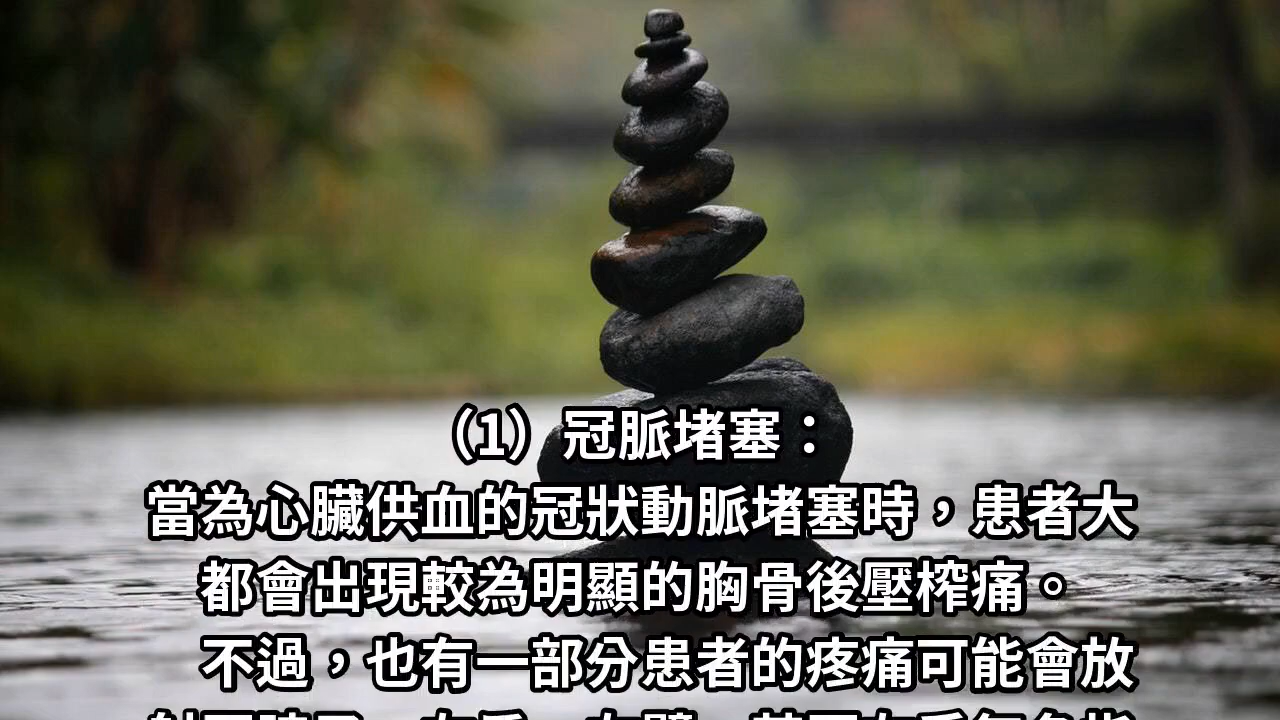 （1）冠脈堵塞：
當為心臟供血的冠狀動脈堵塞時，患者大
都會出現較為明顯的胸骨後壓榨痛。
不過，也有一部分患者的疼痛可能會放